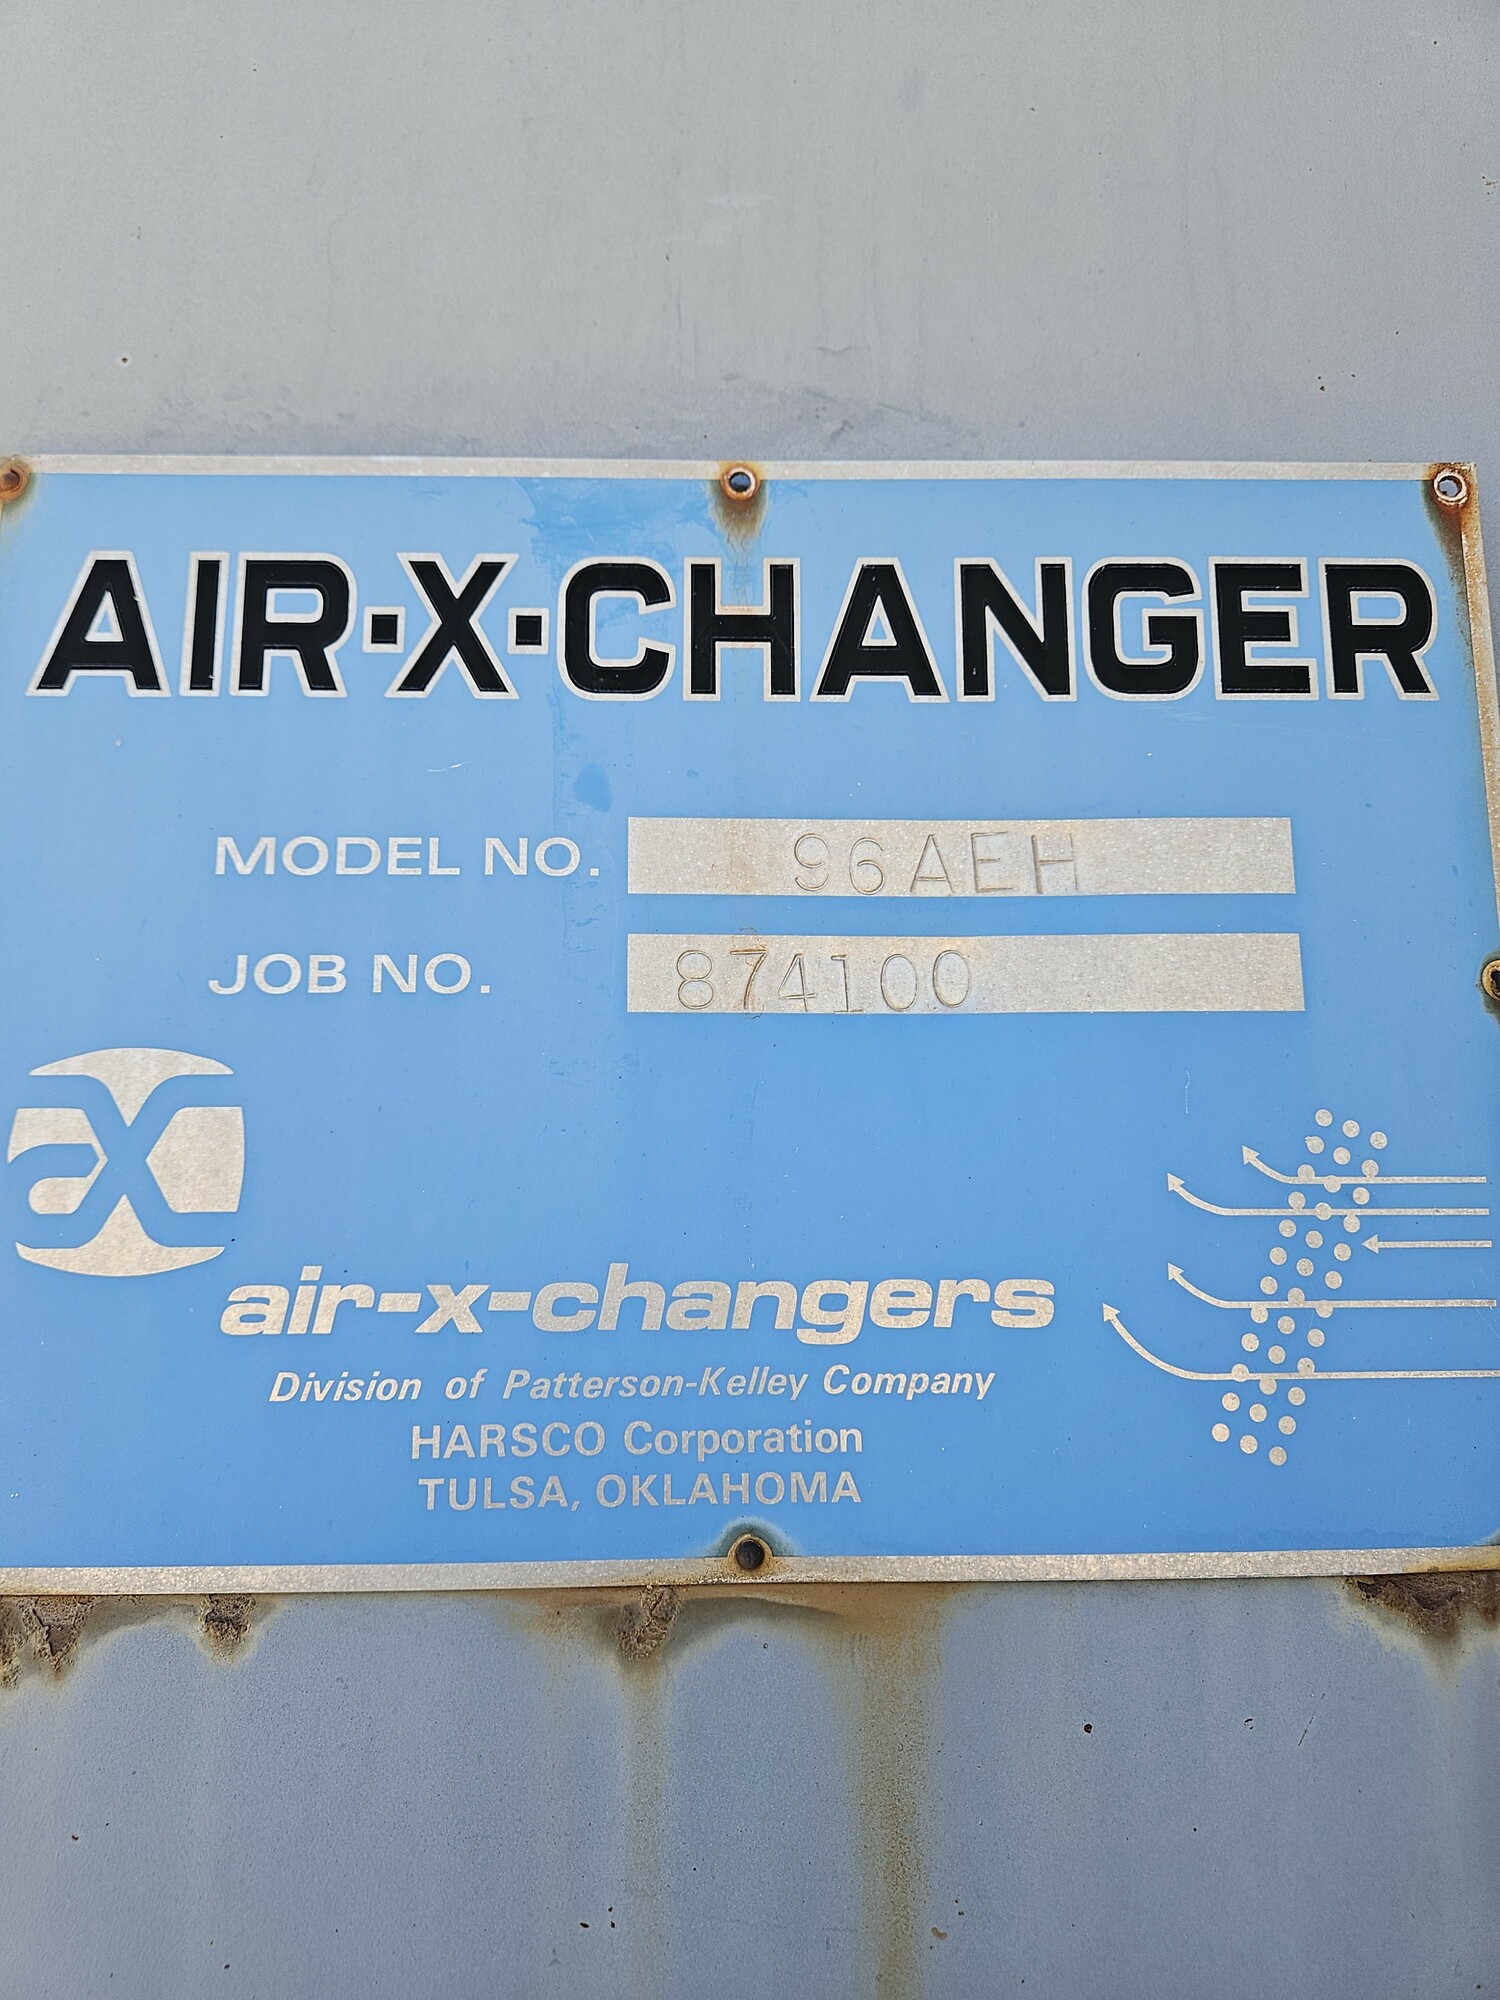 AIR·X·CHANGER
MODEL NO. 96AEH
JOB NO. 874100
ax
air-x-changers
Division of Patterson-Kelley Company
HARSCO Corporation
TULSA, OKLAHOMA